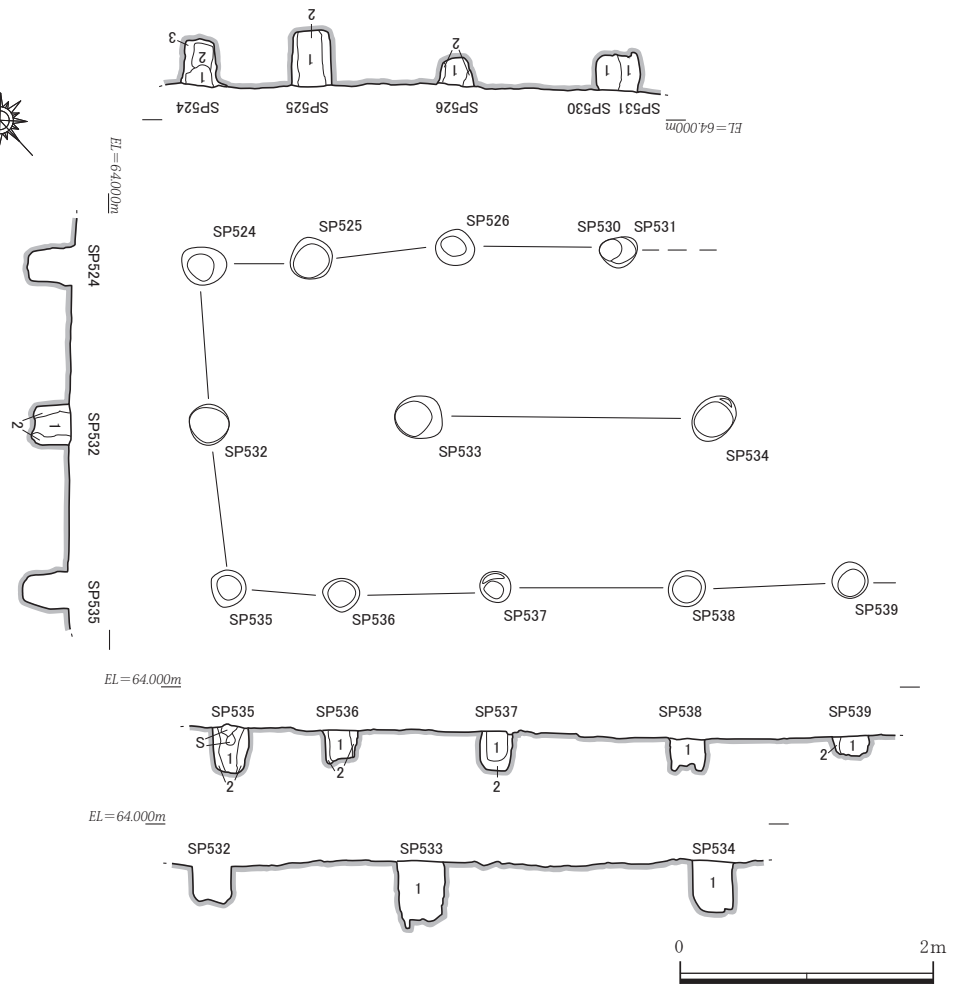 2
3
2
2
1
1
1
1
1
SP524
SP525
SP526
SP530
SP531
EL=64.000m
EL=64.000m
SP524
SP532
SP535
2
1
SP524
SP525
SP526
SP530 SP531
SP532
SP533
SP534
SP535
SP536
SP537
SP538
SP539
EL=64.000m
SP535
SP536
SP537
SP538
SP539
S
1
2
1
2
1
2
1
2
1
EL=64.000m
SP532
SP533
SP534
1
1
0
2m